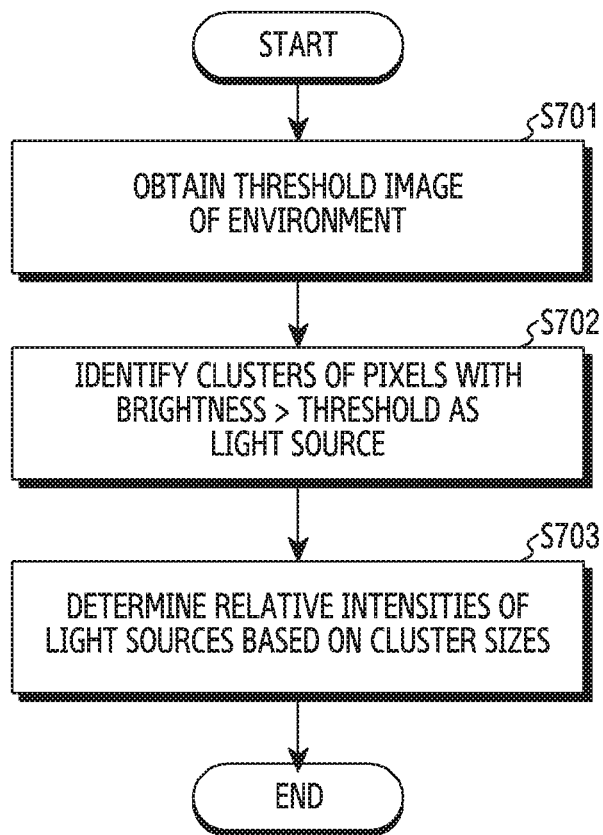 START
S701
OBTAIN THRESHOLD IMAGE
OF ENVIRONMENT
S702
IDENTIFY CLUSTERS OF PIXELS WITH
BRIGHTNESS > THRESHOLD AS
LIGHT SOURCE
S703
DETERMINE RELATIVE INTENSITIES OF
LIGHT SOURCES BASED ON CLUSTER SIZES
END